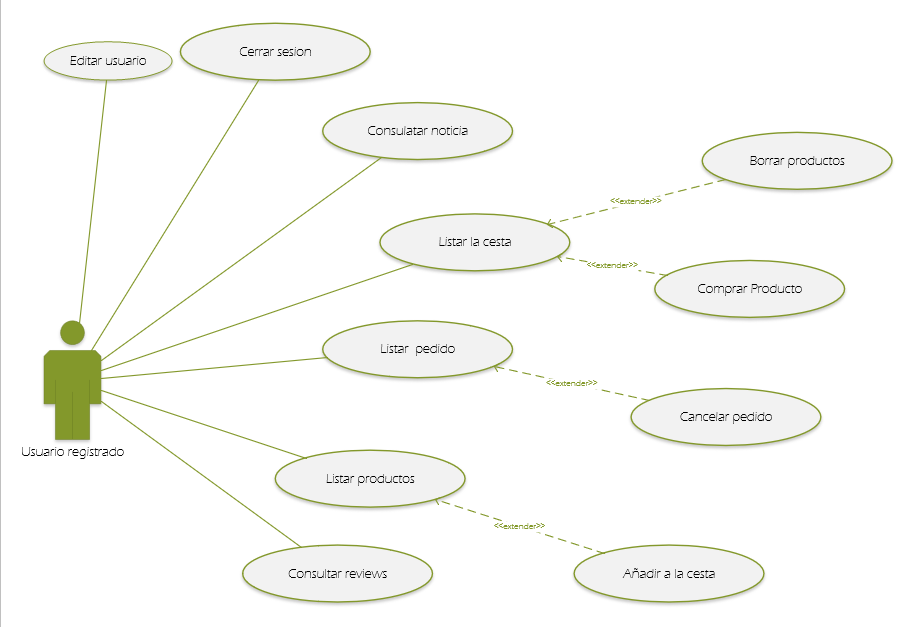 Editar usuario
Cerrar sesion
Consulatar noticia
Borrar productos
<<extender>>
Listar la cesta
<<extender>>
Comprar Producto
Listar pedido
<<extender>>
Cancelar pedido
Usuario registrado
Listar productos
<<extender>>
Consultar reviews
Añadir a la cesta